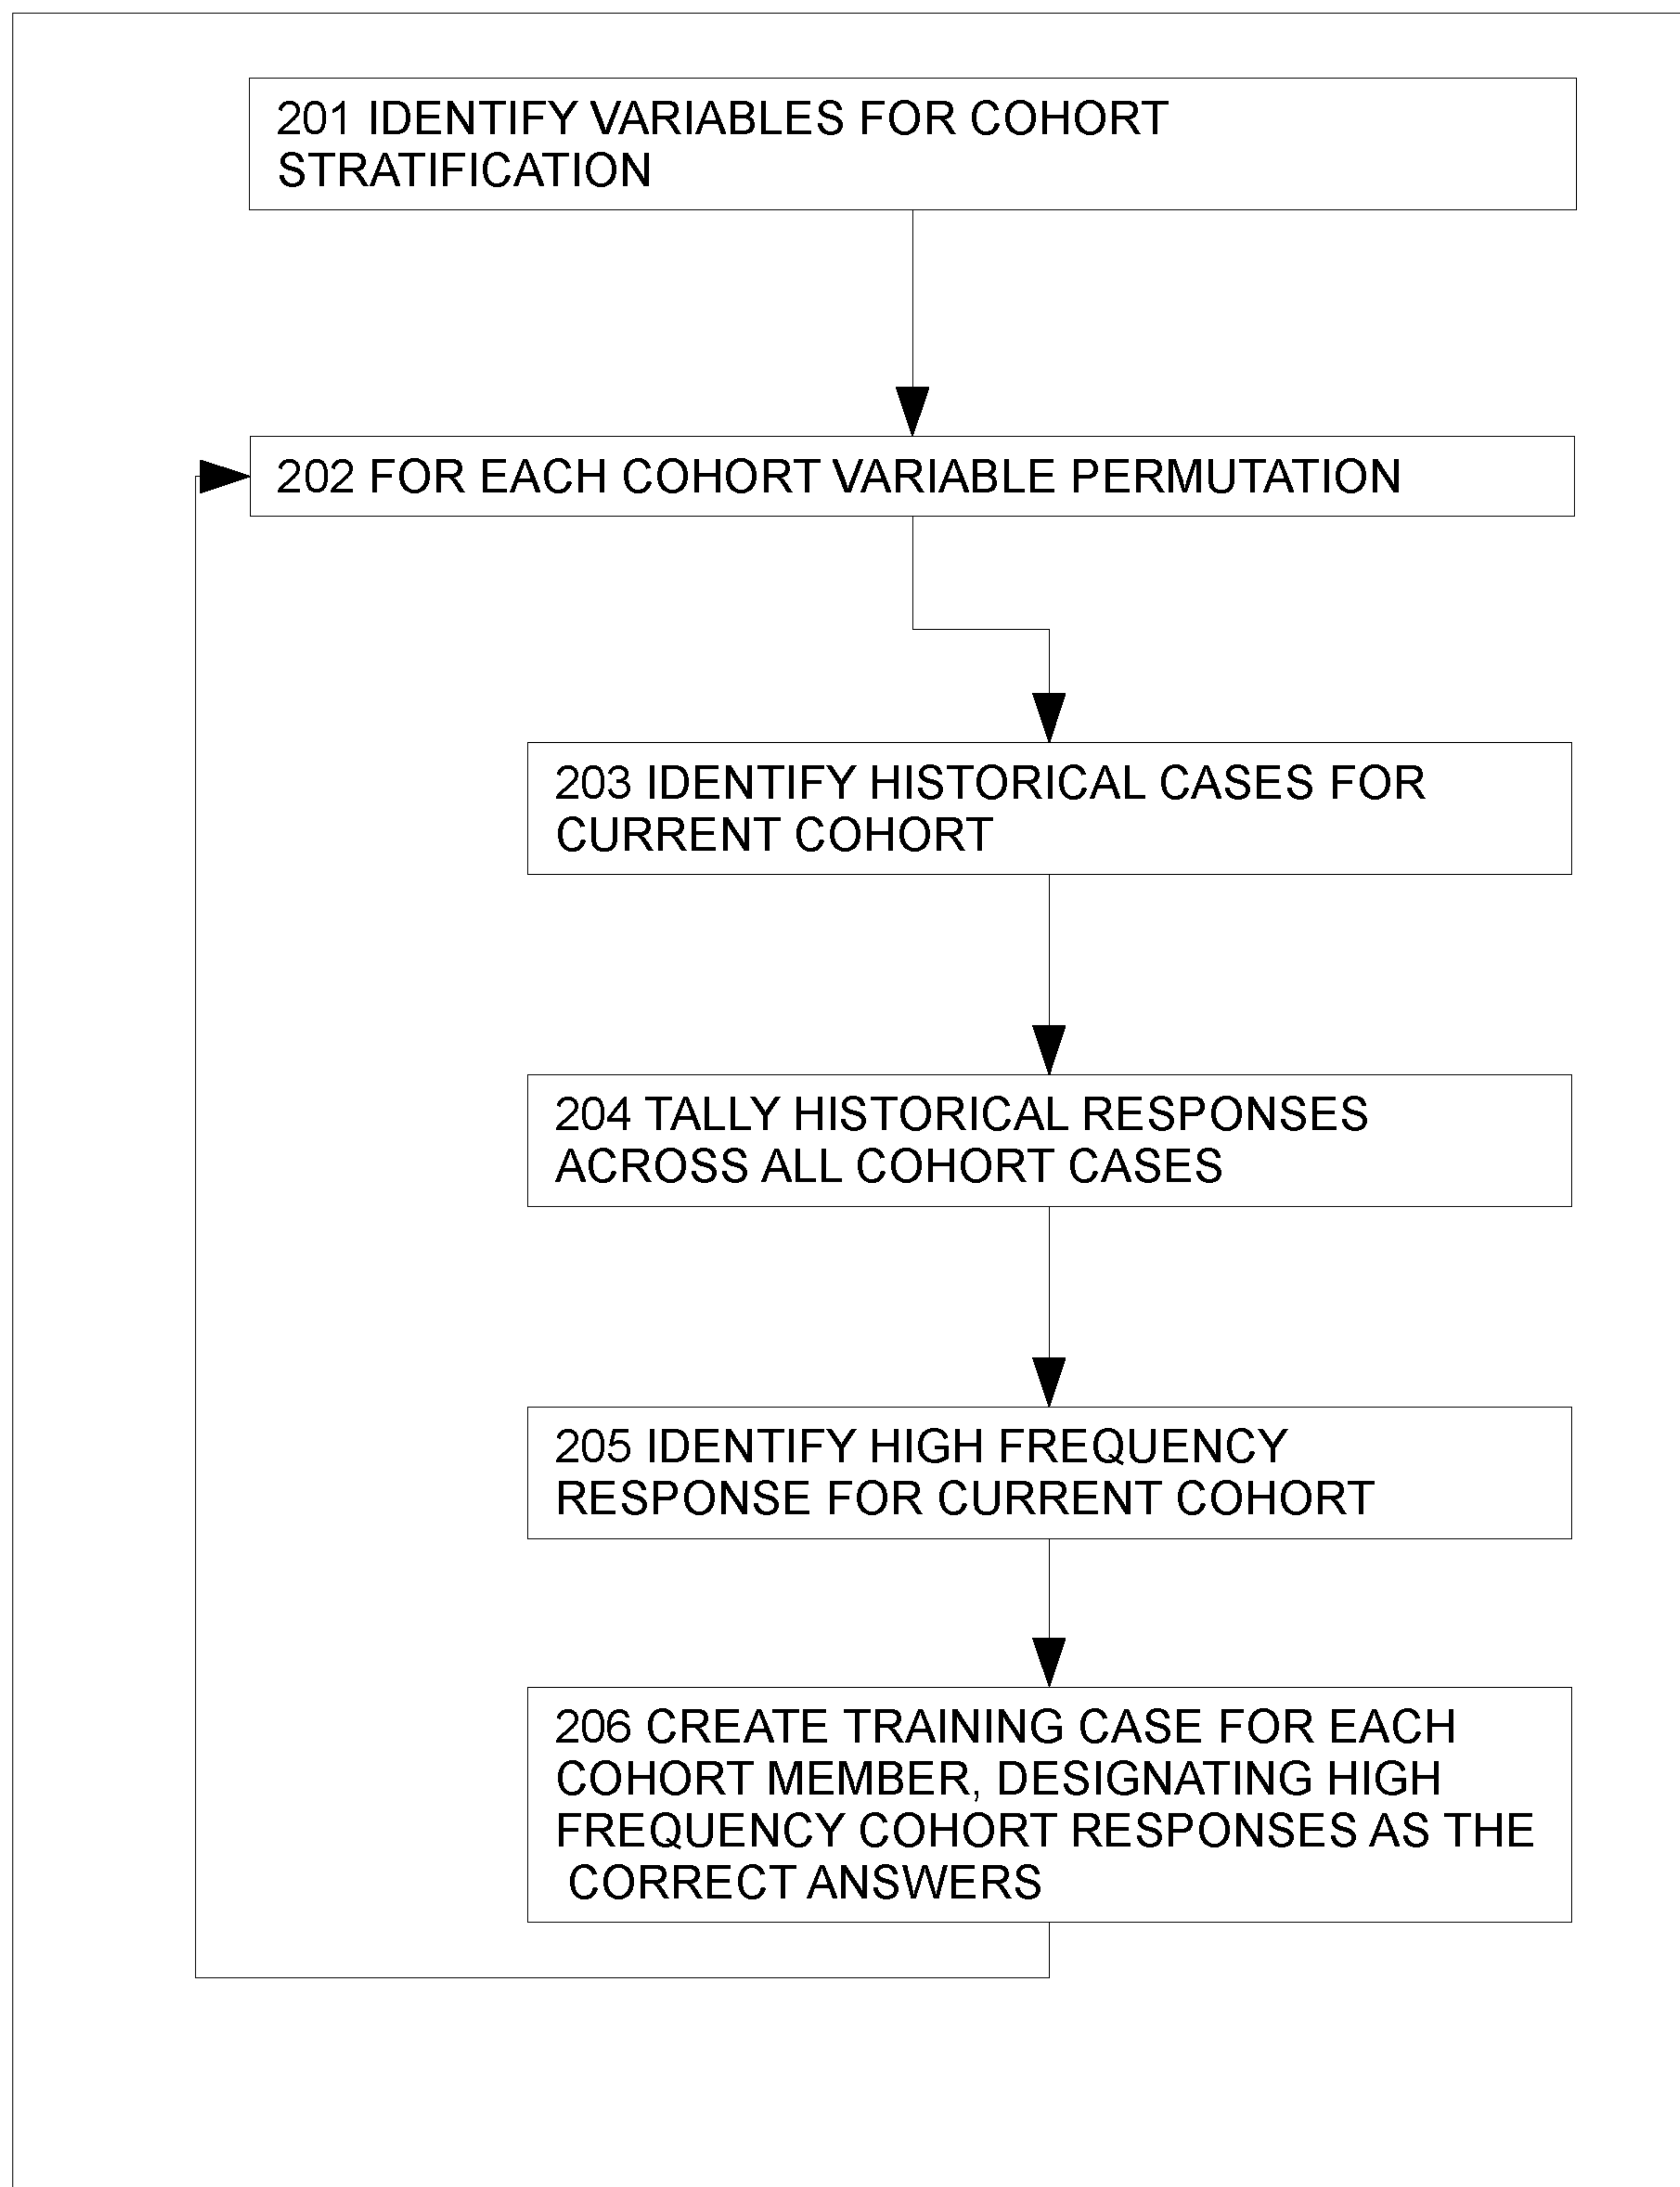 201 IDENTIFY VARIABLES FOR COHORT
STRATIFICATION
202 FOR EACH COHORT VARIABLE PERMUTATION
203 IDENTIFY HISTORICAL CASES FOR
CURRENT COHORT
204 TALLY HISTORICAL RESPONSES
ACROSS ALL COHORT CASES
205 IDENTIFY HIGH FREQUENCY
RESPONSE FOR CURRENT COHORT
206 CREATE TRAINING CASE FOR EACH
COHORT MEMBER, DESIGNATING HIGH
FREQUENCY COHORT RESPONSES AS THE
CORRECT ANSWERS